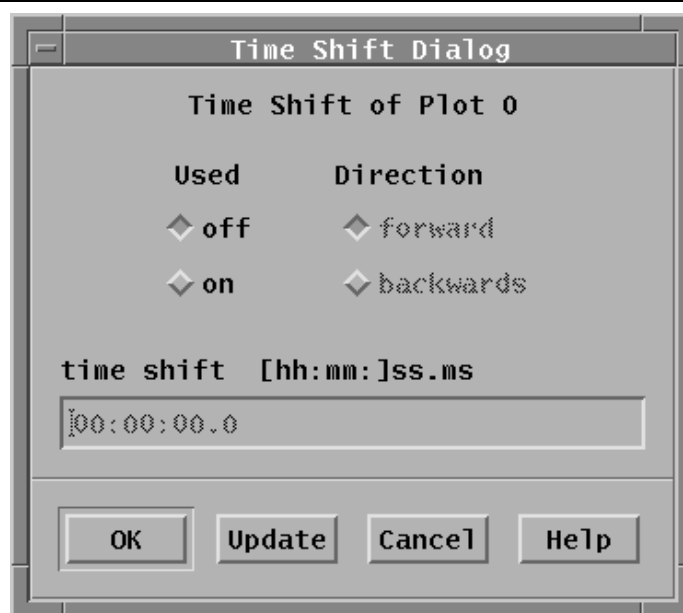 Time Shift Dialog
Time Shift of Plot 0
Used Direction
off forward
on backwards
time shift [hh:mm:]ss.ms
00:00:00.0
OK Update Cancel Help